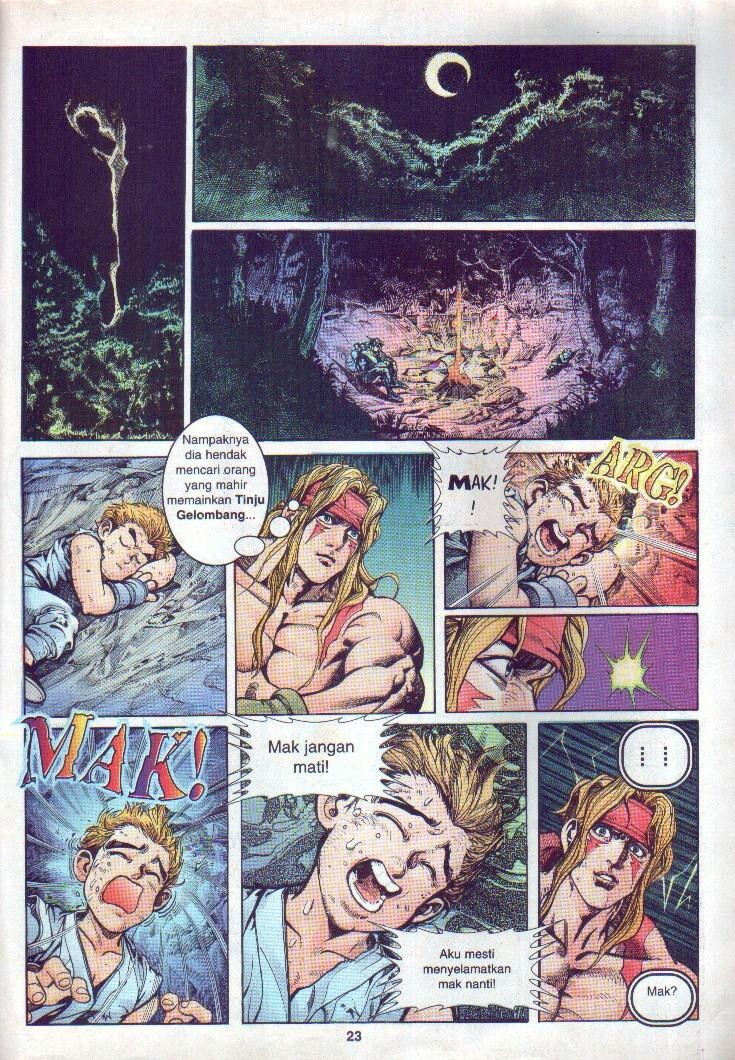 Nampaknya
dia hendak
mencari orang
yang mahir
memainkan Tinju
Gelombang...
MAK!
!
ARG!
MAK!
Mak jangan
mati!
Aku mesti
menyelamatkan
mak nanti!
! !
Mak?
23